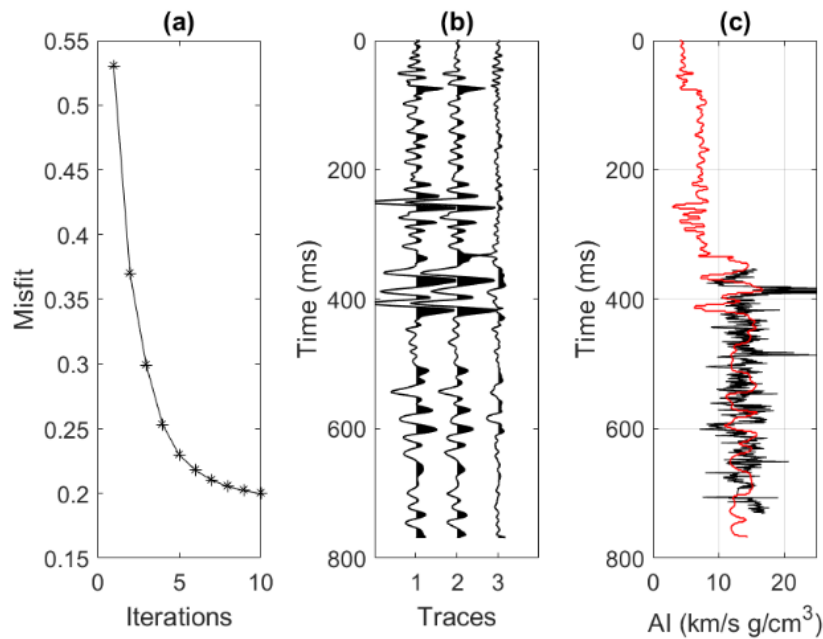 (a)
0.55
0.5
0.45
0.4
0.35
0.3
0.25
0.2
0.15
0 5 10
Misfit
Iterations
(b)
0
200
400
600
800
1 2 3
Time (ms)
Traces
(c)
0
200
400
600
800
0 10 20
Time (ms)
AI (km/s g/cm³)